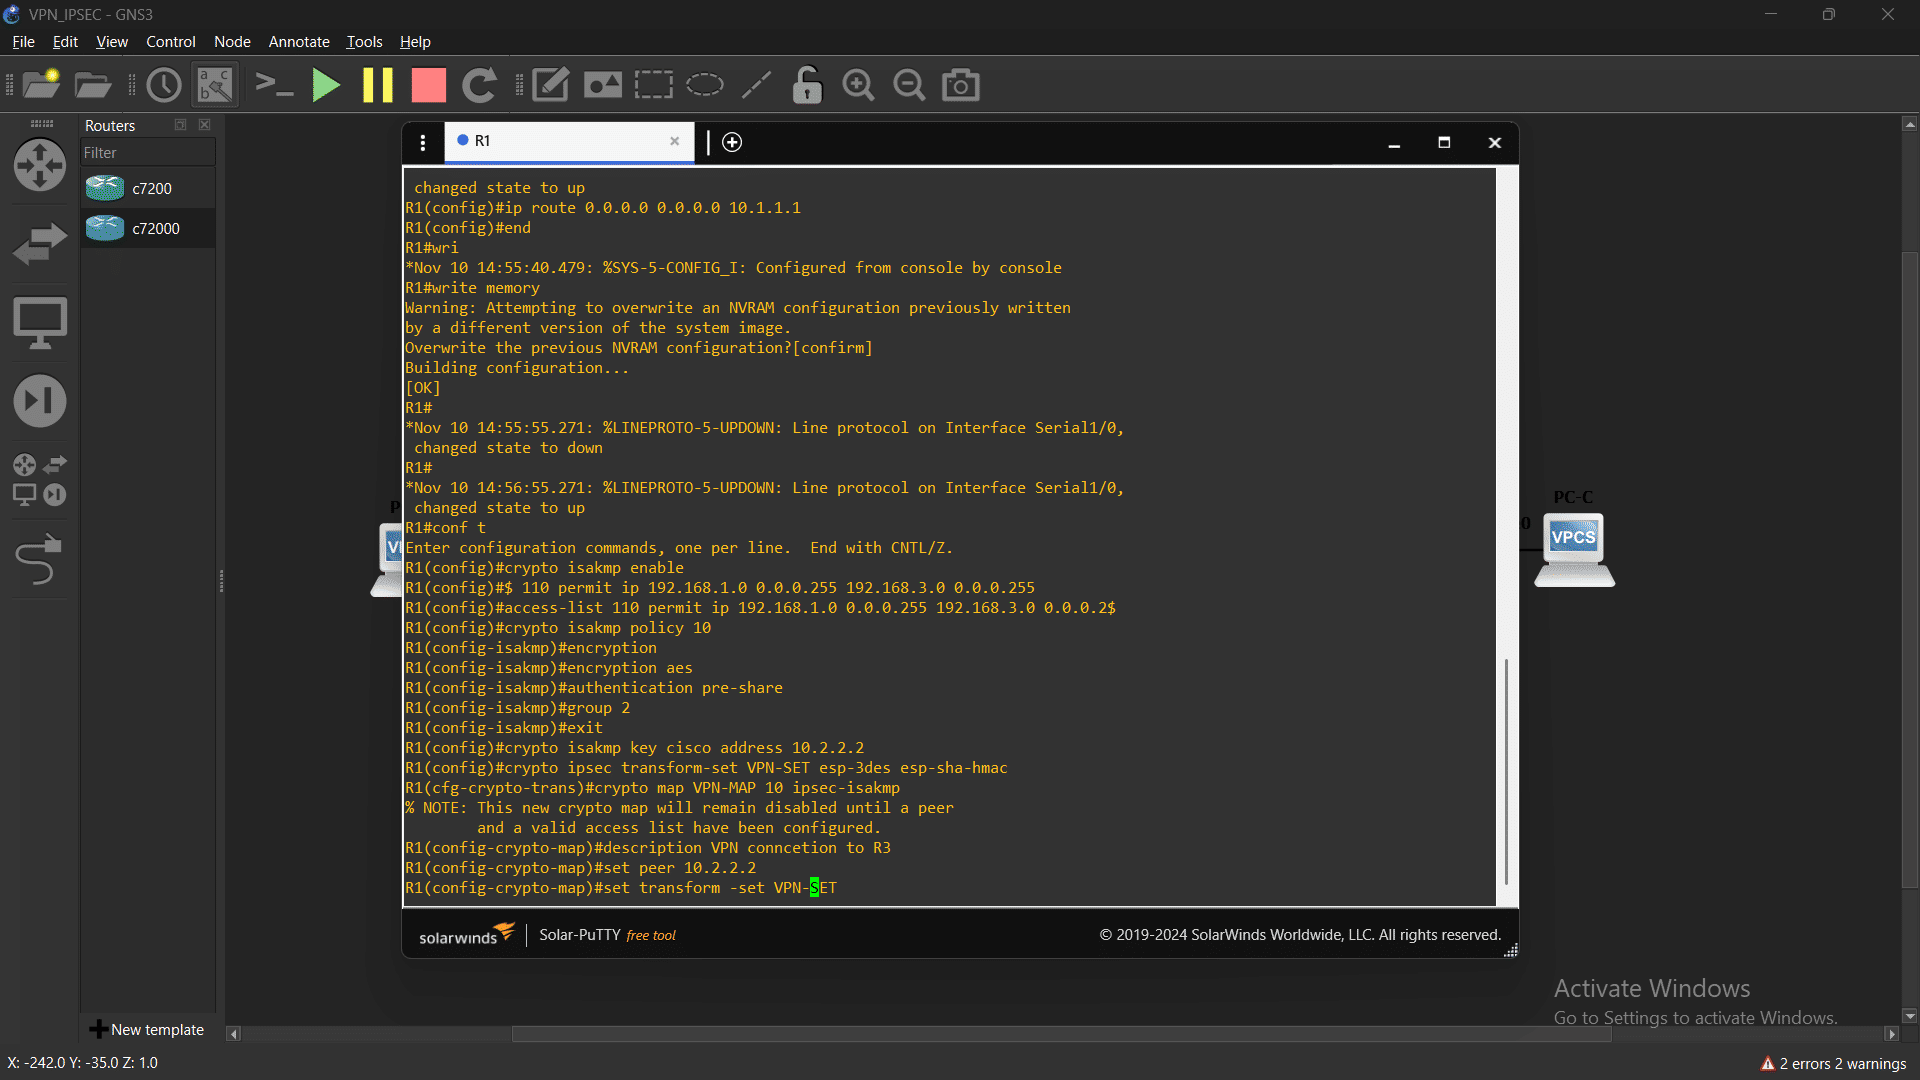 VPN_IPSEC - GNS3
File Edit View Control Node Annotate Tools Help
Routers
Filter
c7200
c72000
New template
R1
changed state to up
R1(config)#ip route 0.0.0.0 0.0.0.0 10.1.1.1
R1(config)#end
R1#wri
*Nov 10 14:55:40.479: %SYS-5-CONFIG_I: Configured from console by console
R1#write memory
Warning: Attempting to overwrite an NVRAM configuration previously written
by a different version of the system image.
Overwrite the previous NVRAM configuration?[confirm]
Building configuration...
[OK]
R1#
*Nov 10 14:55:55.271: %LINEPROTO-5-UPDOWN: Line protocol on Interface Serial1/0,
changed state to down
R1#
*Nov 10 14:56:55.271: %LINEPROTO-5-UPDOWN: Line protocol on Interface Serial1/0,
changed state to up
R1#conf t
Enter configuration commands, one per line.  End with CNTL/Z.
R1(config)#crypto isakmp enable
R1(config)#$ 110 permit ip 192.168.1.0 0.0.0.255 192.168.3.0 0.0.0.255
R1(config)#access-list 110 permit ip 192.168.1.0 0.0.0.255 192.168.3.0 0.0.0.2$
R1(config)#crypto isakmp policy 10
R1(config-isakmp)#encryption
R1(config-isakmp)#encryption aes
R1(config-isakmp)#authentication pre-share
R1(config-isakmp)#group 2
R1(config-isakmp)#exit
R1(config)#crypto isakmp key cisco address 10.2.2.2
R1(config)#crypto ipsec transform-set VPN-SET esp-3des esp-sha-hmac
R1(cfg-crypto-trans)#crypto map VPN-MAP 10 ipsec-isakmp
% NOTE: This new crypto map will remain disabled until a peer
and a valid access list have been configured.
R1(config-crypto-map)#description VPN conncetion to R3
R1(config-crypto-map)#set peer 10.2.2.2
R1(config-crypto-map)#set transform -set VPN-SET
solarwinds
Solar-PuTTY free tool
© 2019-2024 SolarWinds Worldwide, LLC. All rights reserved.
PC-C
VPCS
Activate Windows
Go to Settings to activate Windows.
X: -242.0 Y: -35.0 Z: 1.0
2 errors 2 warnings